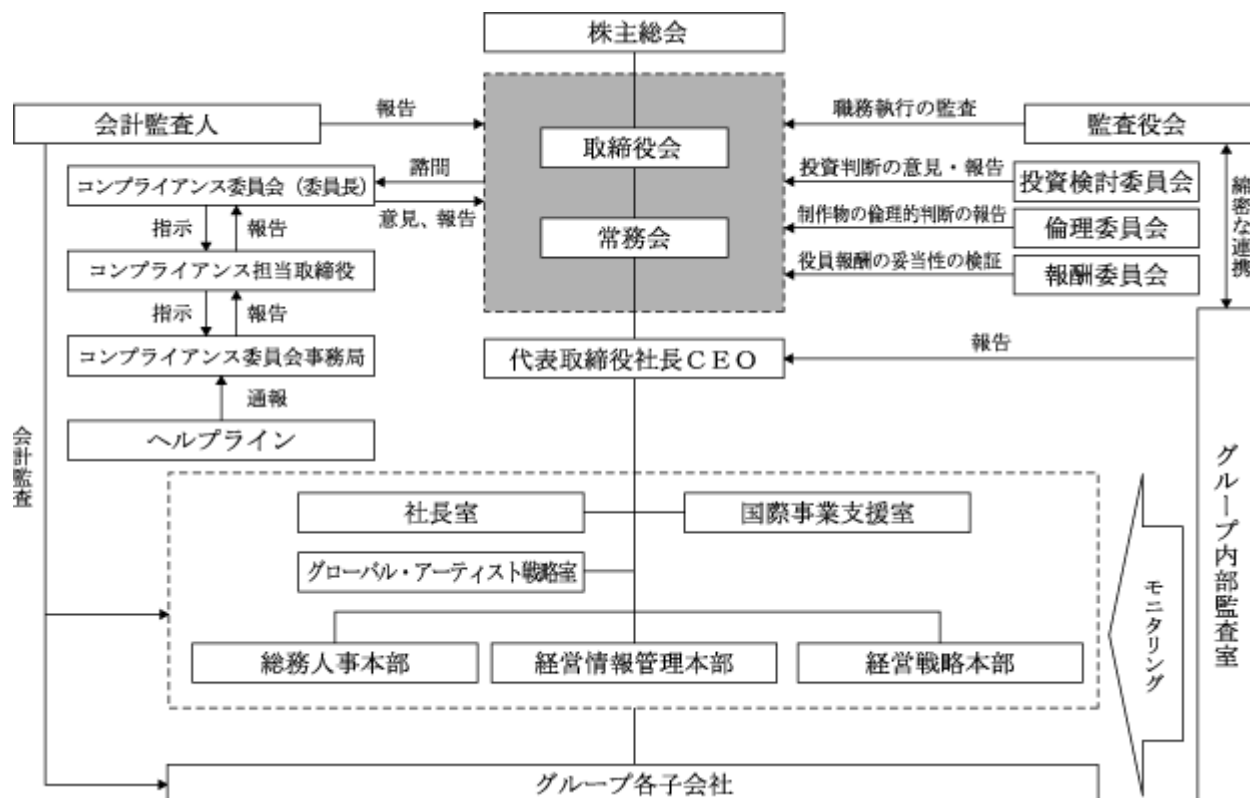 株主総会
会計監査人
報告
職務執行の監査
監査役会
取締役会
コンプライアンス委員会（委員長）
諮問
意見、報告
投資判断の意見・報告
投資検討委員会
綿密な連携
指示
報告
常務会
制作物の倫理的判断の報告
倫理委員会
コンプライアンス担当取締役
役員報酬の妥当性の検証
報酬委員会
指示
報告
コンプライアンス委員会事務局
代表取締役社長ＣＥＯ
報告
通報
ヘルプライン
会計監査
グループ内部監査室
社長室
国際事業支援室
グローバル・アーティスト戦略室
モニタリング
総務人事本部
経営情報管理本部
経営戦略本部
グループ各子会社